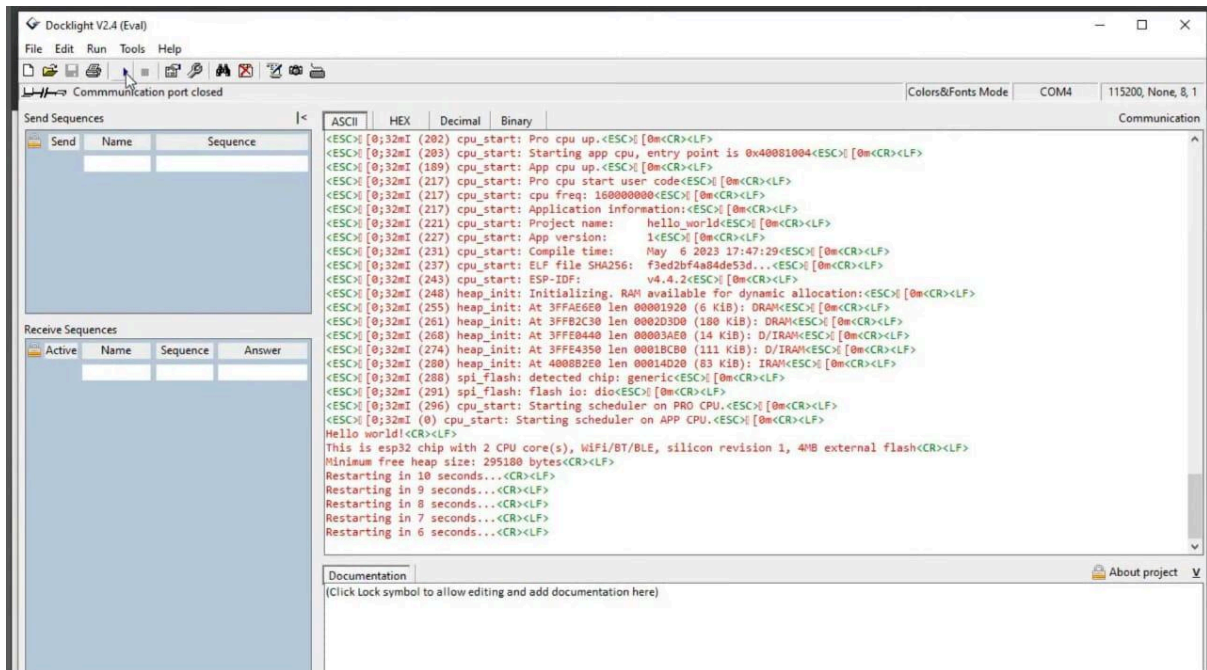 Docklight V2.4 (Eval)
File Edit Run Tools Help
Commmunication port closed
Colors&Fonts Mode COM4 115200, None, 8, 1
Send Sequences
Send Name Sequence
Receive Sequences
Active Name Sequence Answer
ASCII HEX Decimal Binary Communication
<ESC>[0;32mI (202) cpu_start: Pro cpu up.<ESC>[0m<CR><LF>
<ESC>[0;32mI (203) cpu_start: Starting app cpu, entry point is 0x40081004<ESC>[0m<CR><LF>
<ESC>[0;32mI (189) cpu_start: App cpu up.<ESC>[0m<CR><LF>
<ESC>[0;32mI (217) cpu_start: Pro cpu start user code<ESC>[0m<CR><LF>
<ESC>[0;32mI (217) cpu_start: cpu freq: 160000000<ESC>[0m<CR><LF>
<ESC>[0;32mI (217) cpu_start: Application information:<ESC>[0m<CR><LF>
<ESC>[0;32mI (221) cpu_start: Project name: hello_world<ESC>[0m<CR><LF>
<ESC>[0;32mI (227) cpu_start: App version: 1<ESC>[0m<CR><LF>
<ESC>[0;32mI (231) cpu_start: Compile time: May 6 2023 17:47:29<ESC>[0m<CR><LF>
<ESC>[0;32mI (237) cpu_start: ELF file SHA256: f3ed2bf4a84de53d...<ESC>[0m<CR><LF>
<ESC>[0;32mI (243) cpu_start: ESP-IDF: v4.4.2<ESC>[0m<CR><LF>
<ESC>[0;32mI (248) heap_init: Initializing. RAM available for dynamic allocation:<ESC>[0m<CR><LF>
<ESC>[0;32mI (255) heap_init: At 3FFAE6E0 len 00001920 (6 KiB): DRAM<ESC>[0m<CR><LF>
<ESC>[0;32mI (261) heap_init: At 3FFB2C30 len 0002D3D0 (180 KiB): DRAM<ESC>[0m<CR><LF>
<ESC>[0;32mI (268) heap_init: At 3FFE0440 len 00003AE0 (14 KiB): D/IRAM<ESC>[0m<CR><LF>
<ESC>[0;32mI (274) heap_init: At 3FFE4350 len 0001BCB0 (111 KiB): D/IRAM<ESC>[0m<CR><LF>
<ESC>[0;32mI (280) heap_init: At 4008B2E0 len 00014D20 (83 KiB): IRAM<ESC>[0m<CR><LF>
<ESC>[0;32mI (288) spi_flash: detected chip: generic<ESC>[0m<CR><LF>
<ESC>[0;32mI (291) spi_flash: flash io: dio<ESC>[0m<CR><LF>
<ESC>[0;32mI (296) cpu_start: Starting scheduler on PRO CPU.<ESC>[0m<CR><LF>
<ESC>[0;32mI (0) cpu_start: Starting scheduler on APP CPU.<ESC>[0m<CR><LF>
Hello world!<CR><LF>
This is esp32 chip with 2 CPU core(s), WiFi/BT/BLE, silicon revision 1, 4MB external flash<CR><LF>
Minimum free heap size: 295180 bytes<CR><LF>
Restarting in 10 seconds...<CR><LF>
Restarting in 9 seconds...<CR><LF>
Restarting in 8 seconds...<CR><LF>
Restarting in 7 seconds...<CR><LF>
Restarting in 6 seconds...<CR><LF>
Documentation About project V
(Click Lock symbol to allow editing and add documentation here)